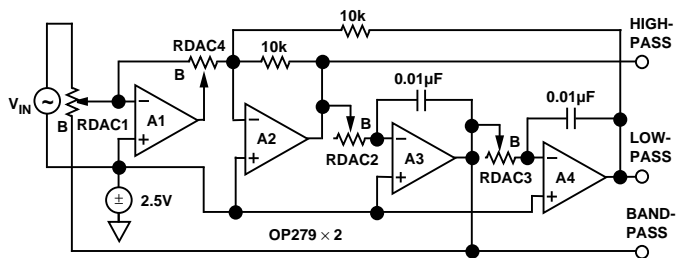 HIGH-
PASS
10k
RDAC4
10k
B
0.01µF
0.01µF
V_IN
~
B
RDAC1
−
A1
+
−
A2
+
B
RDAC2
−
A3
+
B
RDAC3
−
A4
+
LOW-
PASS
±
2.5V
BAND-
PASS
OP279 × 2